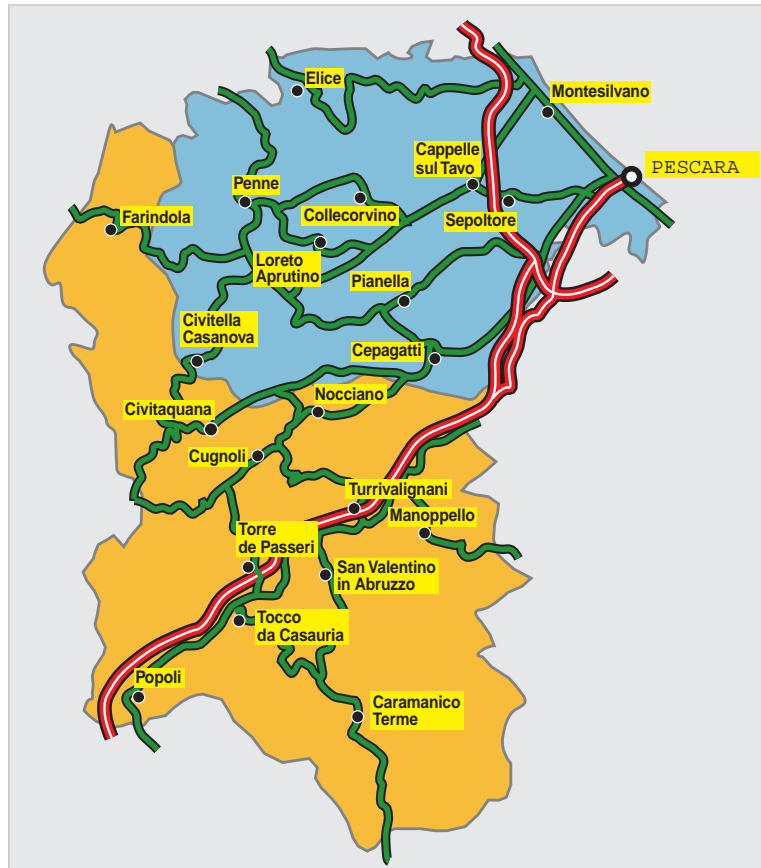 Elice
Montesilvano
Cappelle
sul Tavo
PESCARA
Penne
Farindola
Collecorvino
Sepoltore
Loreto
Aprutino
Pianella
Civitella
Casanova
Cepagatti
Nocciano
Civitaquana
Cugnoli
Turrivalignani
Manoppello
Torre
de Passeri
San Valentino
in Abruzzo
Tocco
da Casauria
Popoli
Caramanico
Terme